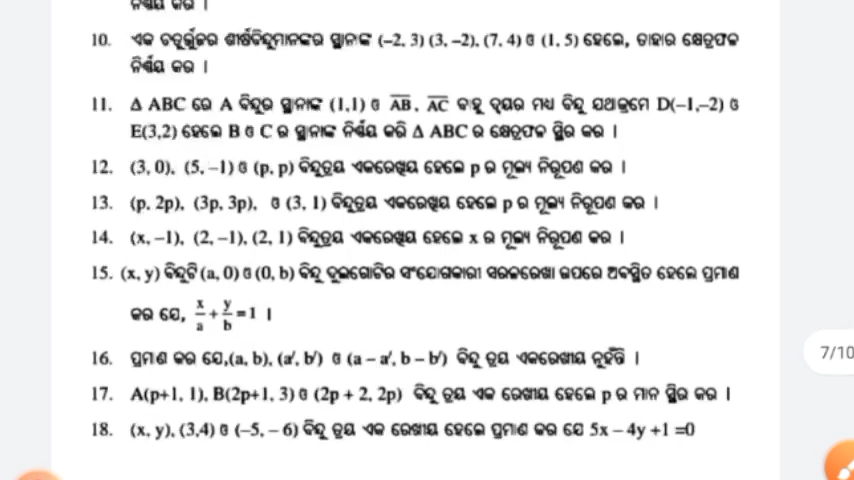 ନିର୍ଣ୍ଣୟ କର ।
10. ଏକ ଚତୁର୍ଭୁଜର ଶୀର୍ଷବିନ୍ଦୁମାନଙ୍କର ସ୍ଥାନାଙ୍କ (–2, 3) (3, –2), (7, 4) ଓ (1, 5) ହେଲେ, ତାହାର କ୍ଷେତ୍ରଫଳ
ନିର୍ଣ୍ଣୟ କର ।
11. Δ ABC ରେ A ବିନ୍ଦୁର ସ୍ଥାନାଙ୍କ (1,1) ଓ A̅B̅, A̅C̅ ବାହୁ ଦ୍ୱୟର ମଧ୍ୟ ବିନ୍ଦୁ ଯଥାକ୍ରମେ D(–1,–2) ଓ
E(3,2) ହେଲେ B ଓ C ର ସ୍ଥାନାଙ୍କ ନିର୍ଣ୍ଣୟ କରି Δ ABC ର କ୍ଷେତ୍ରଫଳ ସ୍ଥିର କର ।
12. (3, 0), (5, –1) ଓ (p, p) ବିନ୍ଦୁତ୍ରୟ ଏକରେଖୀୟ ହେଲେ p ର ମୂଲ୍ୟ ନିରୂପଣ କର ।
13. (p, 2p), (3p, 3p), ଓ (3, 1) ବିନ୍ଦୁତ୍ରୟ ଏକରେଖୀୟ ହେଲେ p ର ମୂଲ୍ୟ ନିରୂପଣ କର ।
14. (x, –1), (2, –1), (2, 1) ବିନ୍ଦୁତ୍ରୟ ଏକରେଖୀୟ ହେଲେ x ର ମୂଲ୍ୟ ନିରୂପଣ କର ।
15. (x, y) ବିନ୍ଦୁଟି (a, 0) ଓ (0, b) ବିନ୍ଦୁ ଦୁଇଗୋଟିର ସଂଯୋଗକାରୀ ସରଳରେଖା ଉପରେ ଅବସ୍ଥିତ ହେଲେ ପ୍ରମାଣ
କର ଯେ, x/a + y/b = 1 ।
16. ପ୍ରମାଣ କର ଯେ,(a, b), (a′, b′) ଓ (a – a′, b – b′) ବିନ୍ଦୁ ତ୍ରୟ ଏକରେଖୀୟ ନୁହଁନ୍ତି ।
17. A(p+1, 1), B(2p+1, 3) ଓ (2p + 2, 2p) ବିନ୍ଦୁ ତ୍ରୟ ଏକ ରେଖୀୟ ହେଲେ p ର ମାନ ସ୍ଥିର କର ।
18. (x, y), (3,4) ଓ (–5, – 6) ବିନ୍ଦୁ ତ୍ରୟ ଏକ ରେଖୀୟ ହେଲେ ପ୍ରମାଣ କର ଯେ 5x – 4y +1 =0
7/10